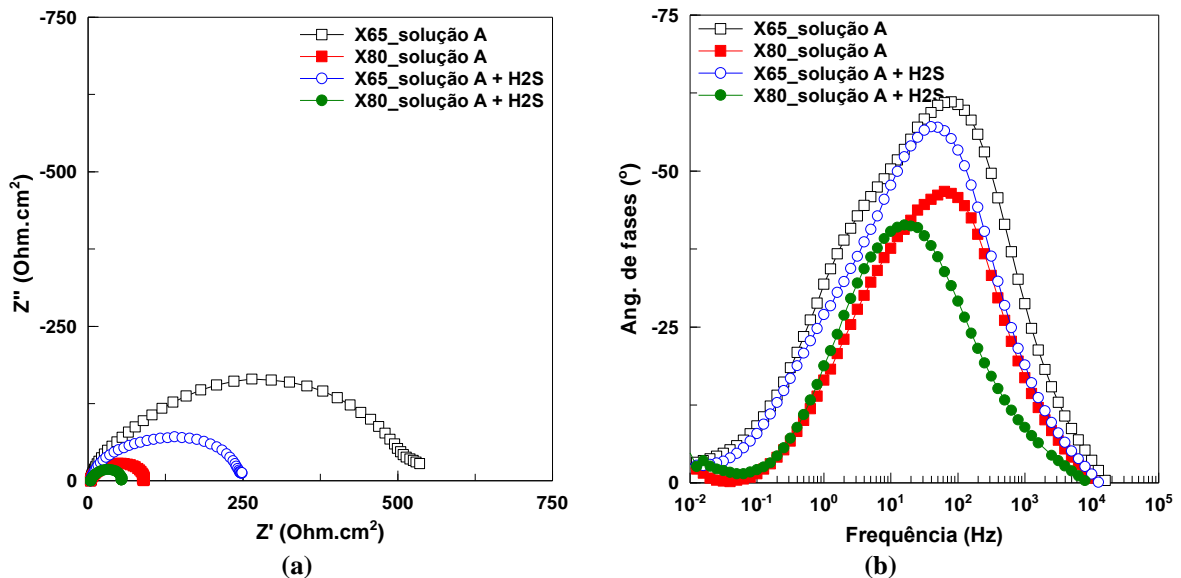 -750
-500
-250
0
0
250
500
750
Z'' (Ohm.cm²)
Z' (Ohm.cm²)
X65_solução A
X80_solução A
X65_solução A + H2S
X80_solução A + H2S
(a)
-75
-50
-25
0
10⁻² 10⁻¹ 10⁰ 10¹ 10² 10³ 10⁴ 10⁵
Ang. de fases (º)
Frequência (Hz)
X65_solução A
X80_solução A
X65_solução A + H2S
X80_solução A + H2S
(b)